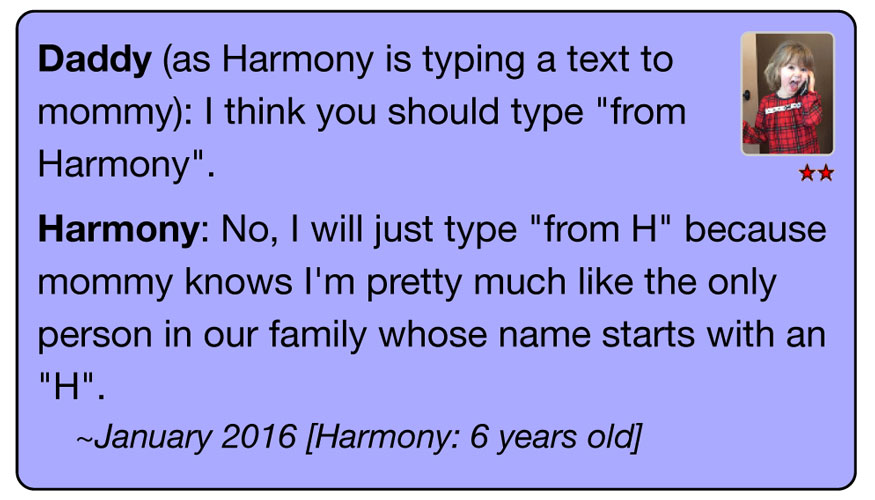 Daddy (as Harmony is typing a text to
mommy): I think you should type "from
Harmony".
Harmony: No, I will just type "from H" because
mommy knows I'm pretty much like the only
person in our family whose name starts with an
"H".
~January 2016 [Harmony: 6 years old]